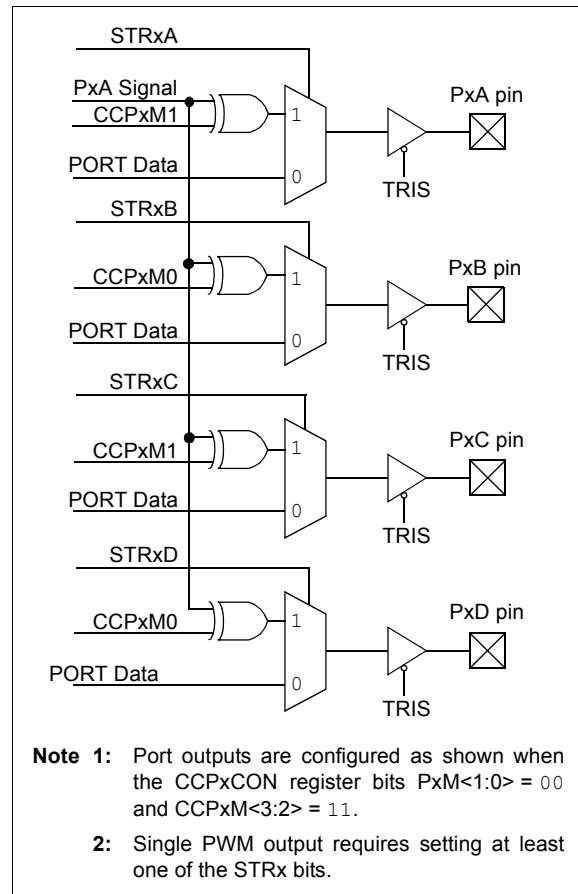 STRxA
PxA Signal
CCPxM1
1
PxA pin
PORT Data
0
TRIS
STRxB
CCPxM0
1
PxB pin
PORT Data
0
TRIS
STRxC
CCPxM1
1
PxC pin
PORT Data
0
TRIS
STRxD
CCPxM0
1
PxD pin
PORT Data
0
TRIS
Note 1: Port outputs are configured as shown when
the CCPxCON register bits PxM<1:0> = 00
and CCPxM<3:2> = 11.
2: Single PWM output requires setting at least
one of the STRx bits.